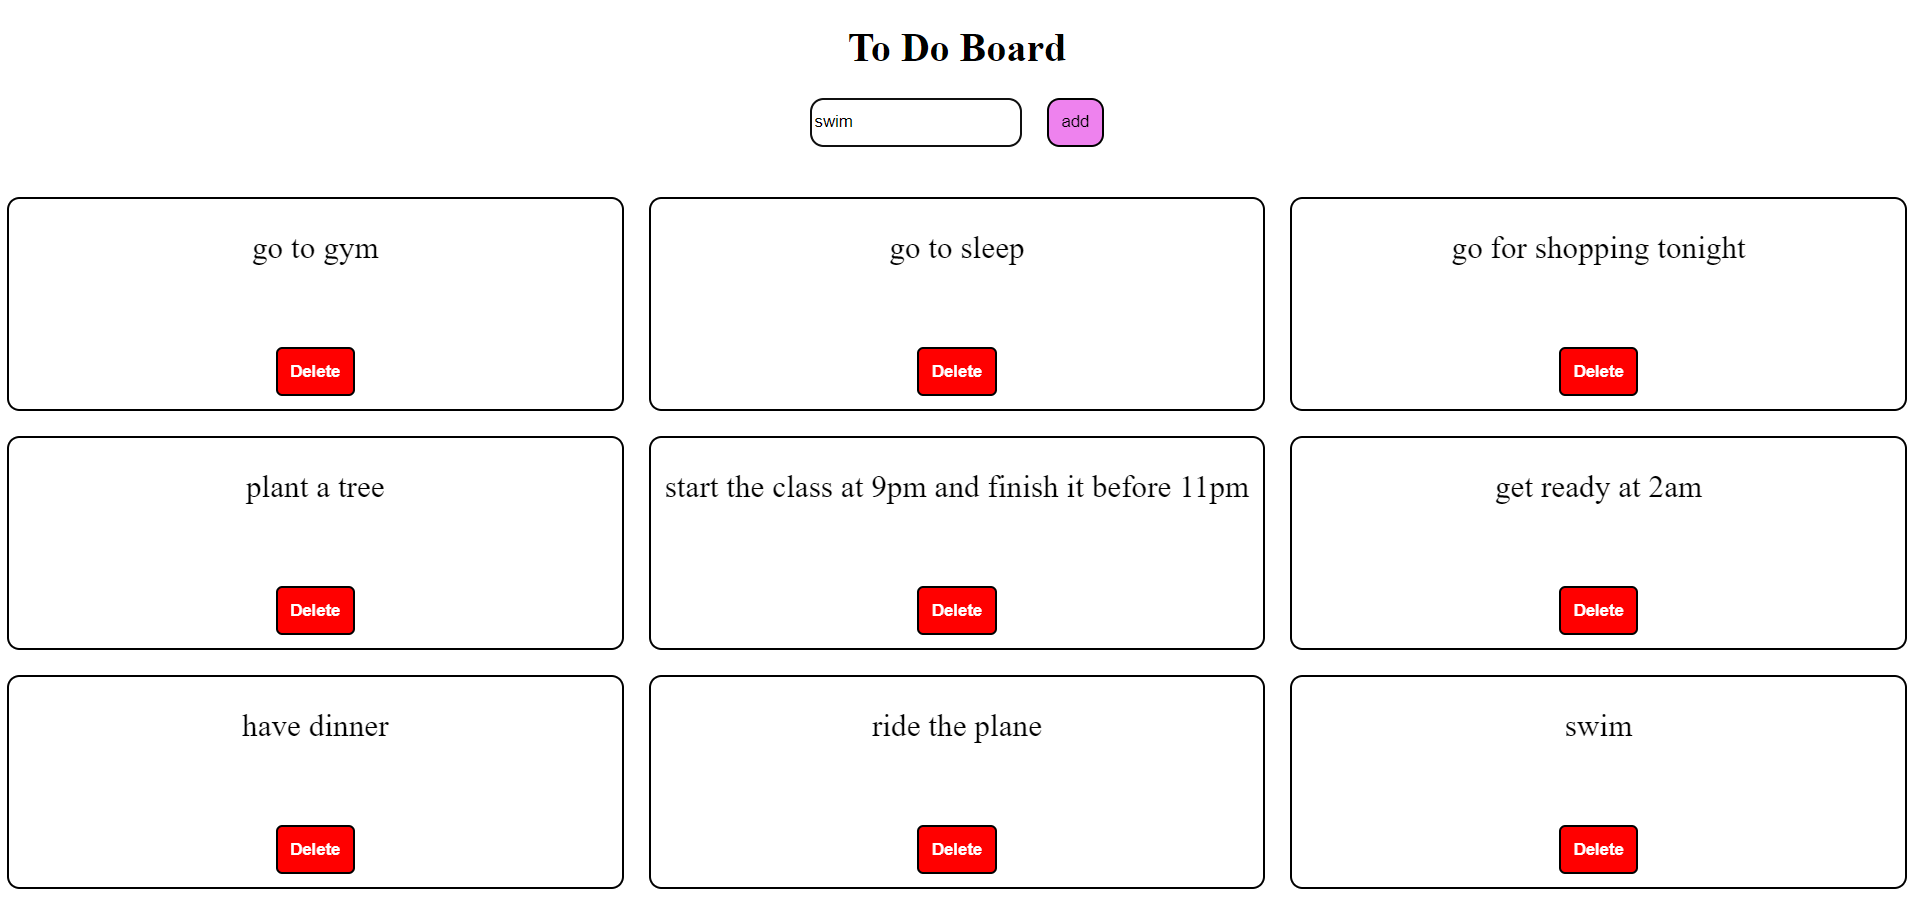 To Do Board
swim
add
go to gym
go to sleep
go for shopping tonight
Delete
Delete
Delete
plant a tree
start the class at 9pm and finish it before 11pm
get ready at 2am
Delete
Delete
Delete
have dinner
ride the plane
swim
Delete
Delete
Delete